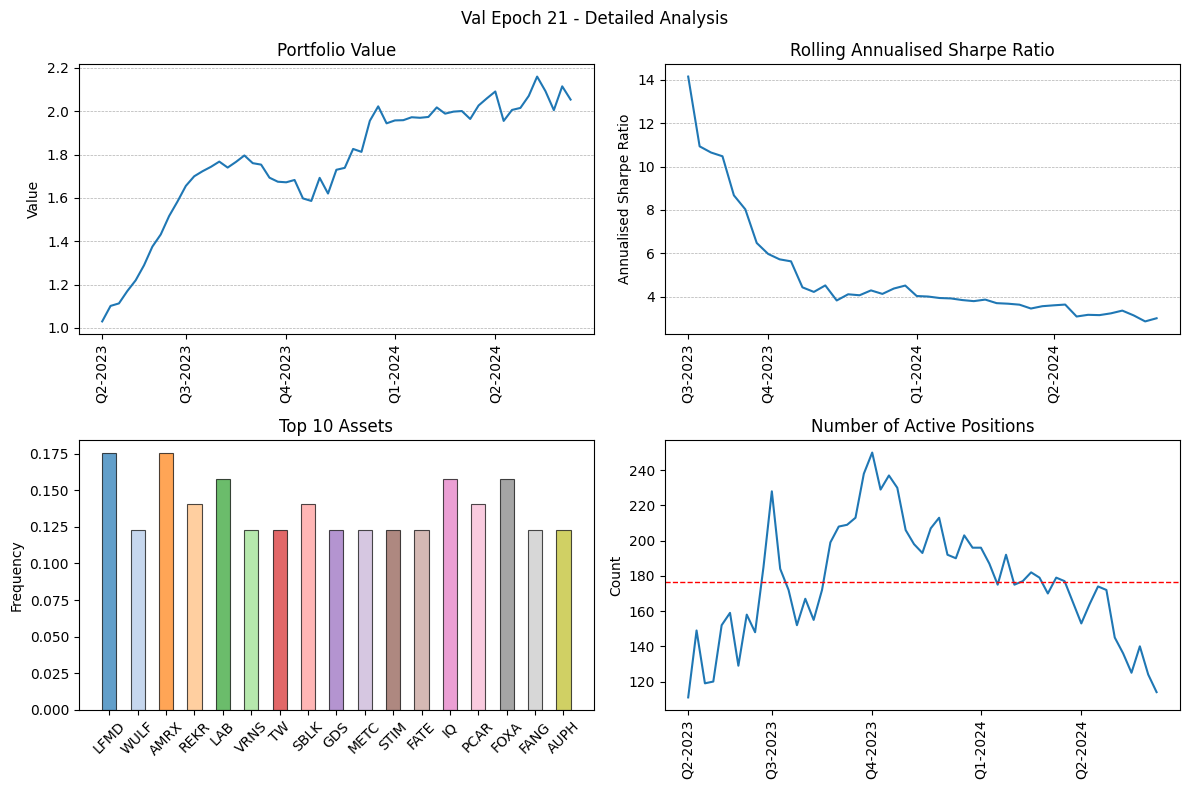 Val Epoch 21 - Detailed Analysis
Portfolio Value
Value
2.2
2.0
1.8
1.6
1.4
1.2
1.0
Q2-2023
Q3-2023
Q4-2023
Q1-2024
Q2-2024
Rolling Annualised Sharpe Ratio
Annualised Sharpe Ratio
14
12
10
8
6
4
Q3-2023
Q4-2023
Q1-2024
Q2-2024
Top 10 Assets
Frequency
0.175
0.150
0.125
0.100
0.075
0.050
0.025
0.000
LFMD
WULF
AMRX
REKR
LAB
VRNS
TW
SBLK
GDS
METC
STIM
FATE
IQ
PCAR
FOXA
FANG
AUPH
Number of Active Positions
Count
240
220
200
180
160
140
120
Q2-2023
Q3-2023
Q4-2023
Q1-2024
Q2-2024